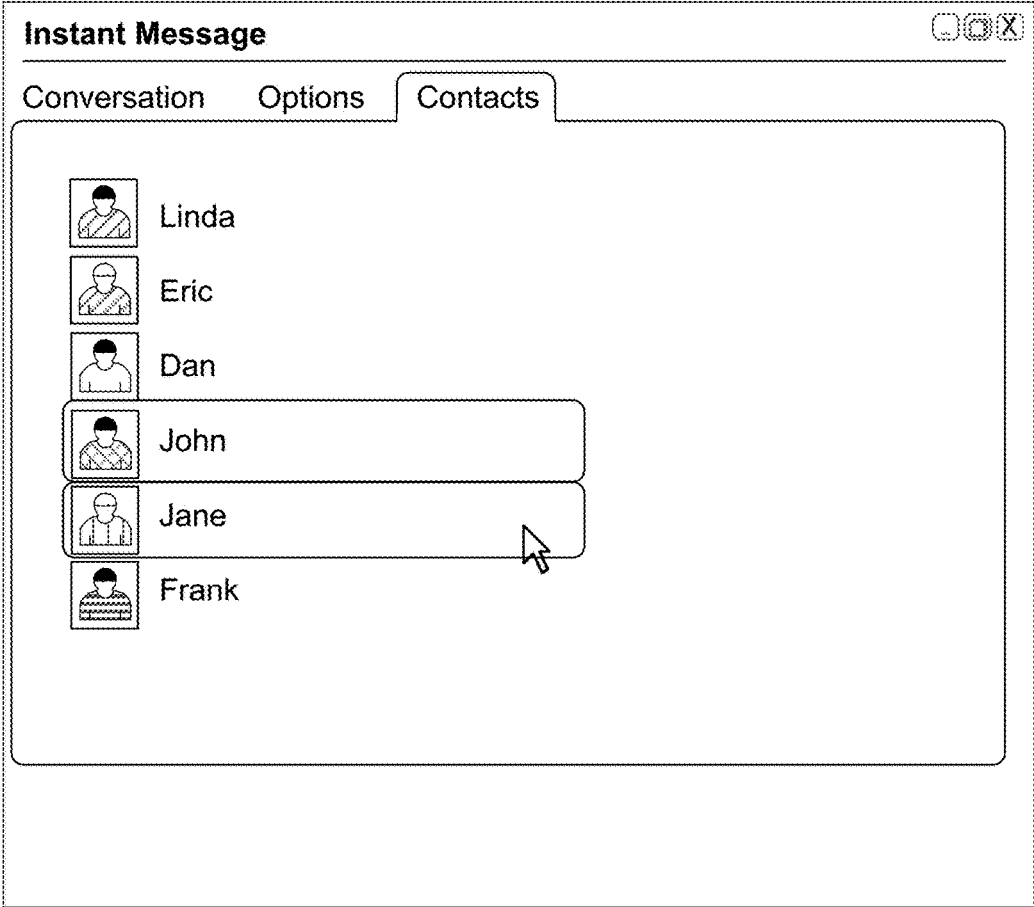 Instant Message
X
Conversation Options Contacts
Linda
Eric
Dan
John
Jane
Frank